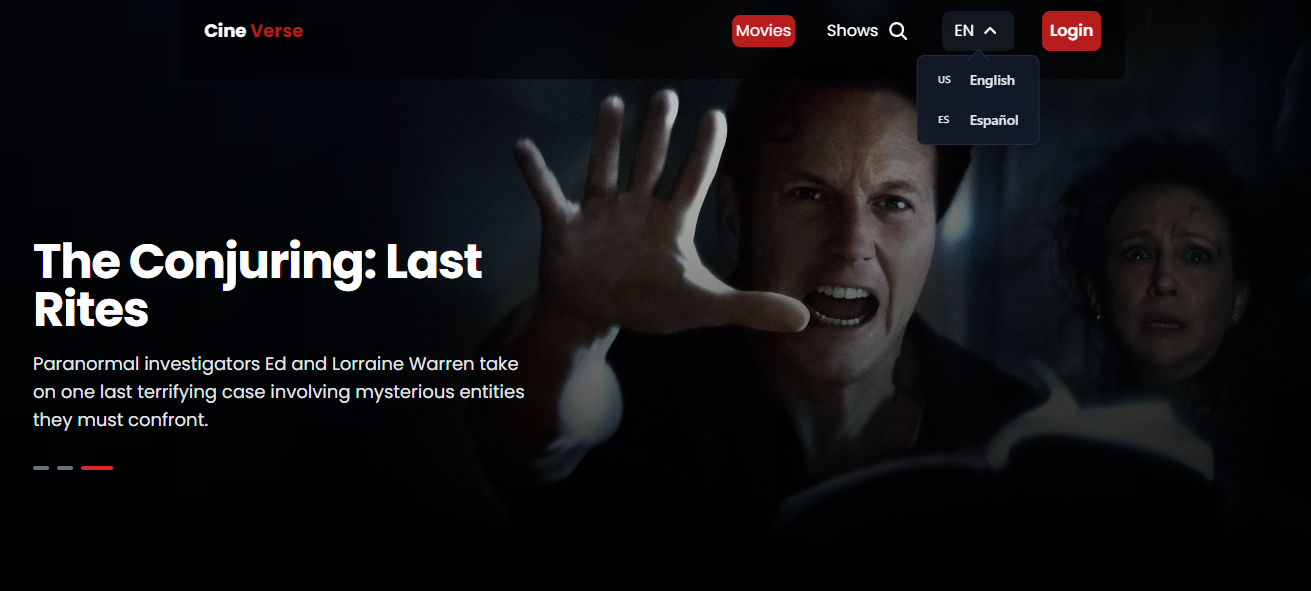 Cine Verse
Movies
Shows
EN
Login
US English
ES Español
The Conjuring: Last
Rites
Paranormal investigators Ed and Lorraine Warren take
on one last terrifying case involving mysterious entities
they must confront.